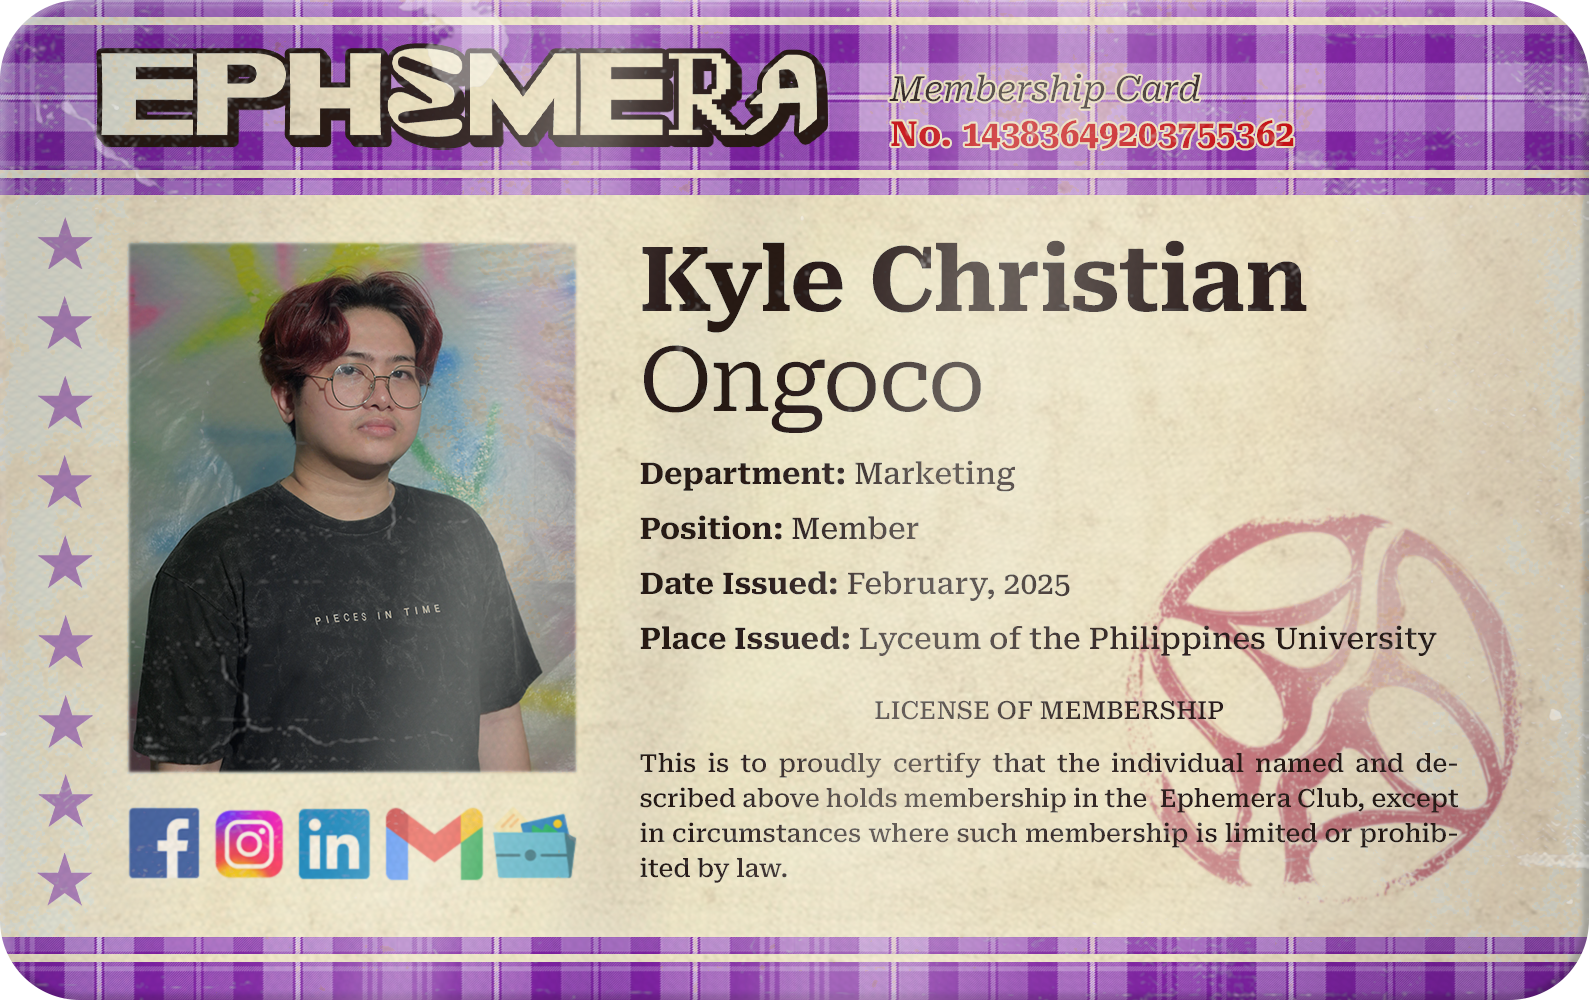 EPHEMERA
Membership Card
No. 14383649203755362
Kyle Christian
Ongoco
Department: Marketing
Position: Member
Date Issued: February, 2025
Place Issued: Lyceum of the Philippines University
PIECES IN TIME
LICENSE OF MEMBERSHIP
This is to proudly certify that the individual named and de-
scribed above holds membership in the Ephemera Club, except
in circumstances where such membership is limited or prohib-
ited by law.
f
in